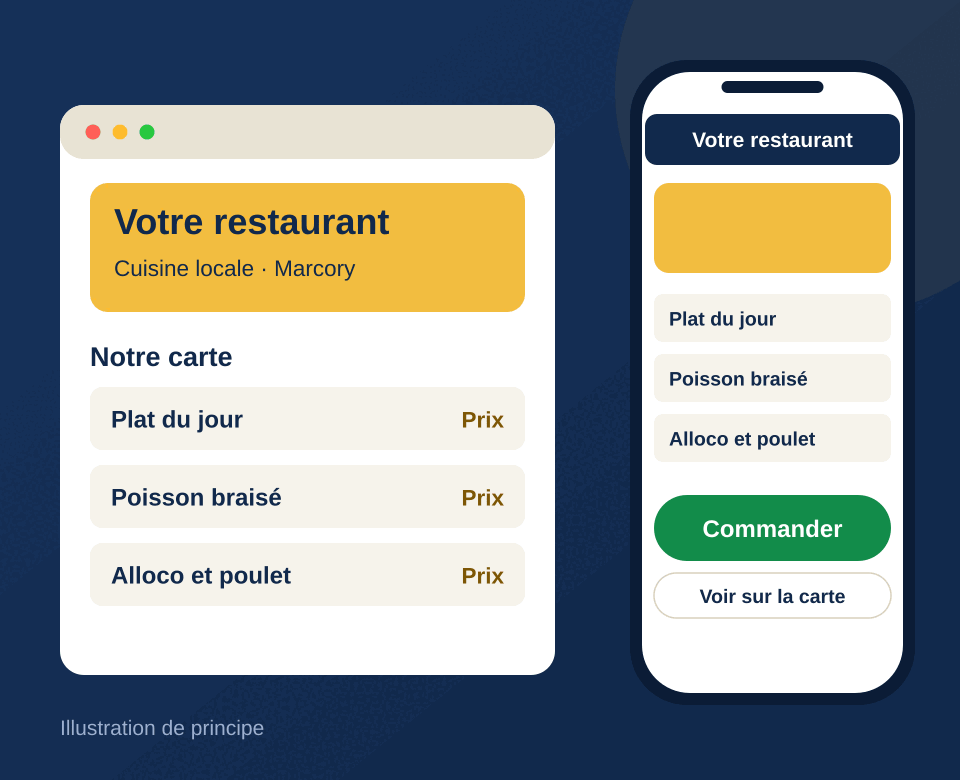 Votre restaurant
Cuisine locale · Marcory
Notre carte
Plat du jour Prix
Poisson braisé Prix
Alloco et poulet Prix
Votre restaurant
Plat du jour
Poisson braisé
Alloco et poulet
Commander
Voir sur la carte
Illustration de principe